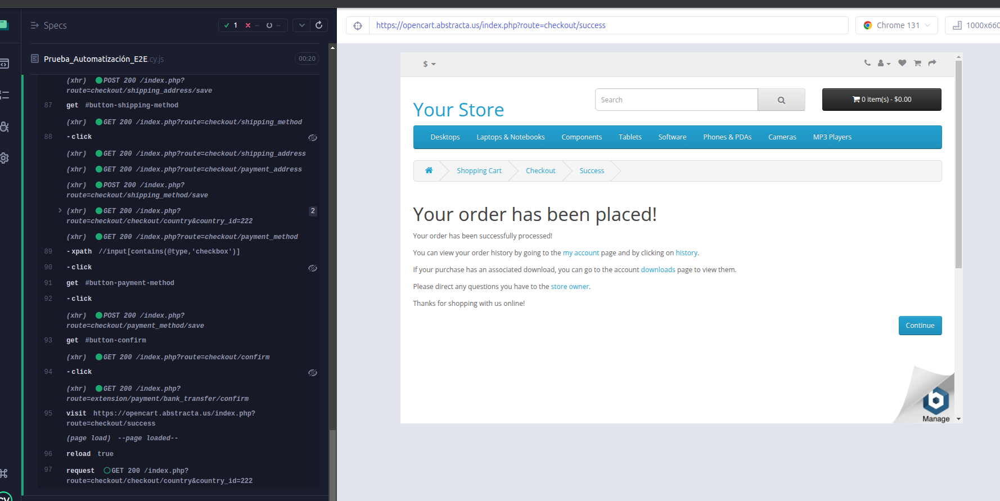 Specs
1 -- --
Prueba_Automatización_E2E.cy.js 00:20
(xhr) POST 200 /index.php?
route=checkout/shipping_address/save
87 get #button-shipping-method
(xhr) GET 200 /index.php?route=checkout/shipping_method
88 -click
(xhr) GET 200 /index.php?route=checkout/shipping_address
(xhr) GET 200 /index.php?route=checkout/payment_address
(xhr) POST 200 /index.php?
route=checkout/shipping_method/save
(xhr) GET 200 /index.php? 2
route=checkout/checkout/country&country_id=222
(xhr) GET 200 /index.php?route=checkout/payment_method
89 -xpath //input[contains(@type,'checkbox')]
90 -click
91 get #button-payment-method
92 -click
(xhr) POST 200 /index.php?
route=checkout/payment_method/save
93 get #button-confirm
(xhr) GET 200 /index.php?route=checkout/confirm
94 -click
(xhr) GET 200 /index.php?
route=extension/payment/bank_transfer/confirm
95 visit https://opencart.abstracta.us/index.php?
route=checkout/success
(page load) --page loaded--
96 reload true
97 request GET 200 /index.php?
route=checkout/checkout/country&country_id=222
https://opencart.abstracta.us/index.php?route=checkout/success
Chrome 131
1000x660
$
Your Store
Search
0 item(s) - $0.00
Desktops Laptops & Notebooks Components Tablets Software Phones & PDAs Cameras MP3 Players
Shopping Cart Checkout Success
Your order has been placed!
Your order has been successfully processed!
You can view your order history by going to the my account page and by clicking on history.
If your purchase has an associated download, you can go to the account downloads page to view them.
Please direct any questions you have to the store owner.
Thanks for shopping with us online!
Continue
b
Manage